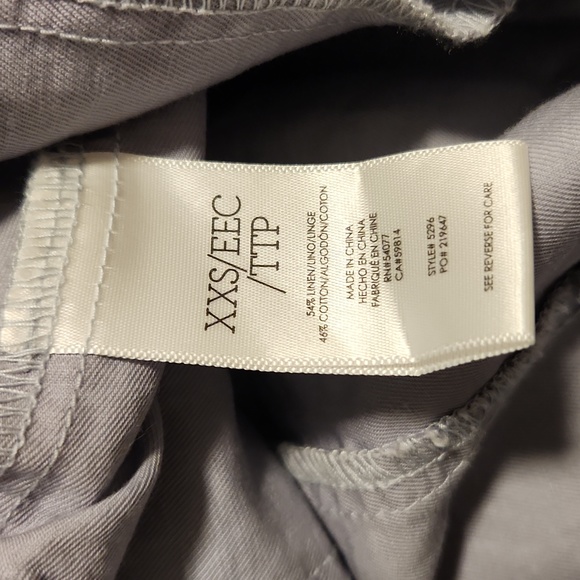 XXS/EEC
/TTP
54% LINEN/LINO/LINGE
46% COTTON/ALGODÓN/COTON
MADE IN CHINA
HECHO EN CHINA
FABRIQUÉ EN CHINE
RN#54077
CA#59814
STYLE# 5296
PO# 219647
SEE REVERSE FOR CARE